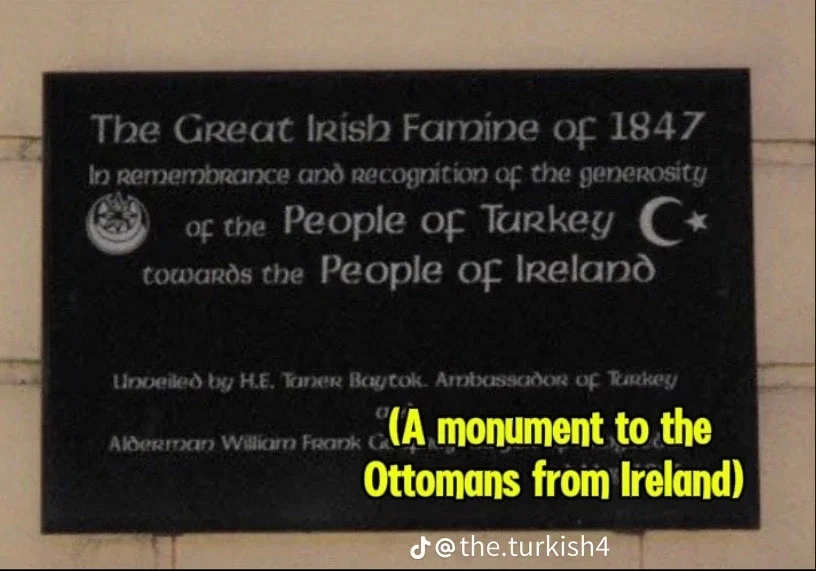 The Great Irish Famine of 1847
In Remembrance and recognition of the generosity
of the People of Turkey
towards the People of Ireland
Unveiled by H.E. Taner Baytok. Ambassador of Turkey
Alderman William Frank
(A monument to the
Ottomans from Ireland)
@the.turkish4